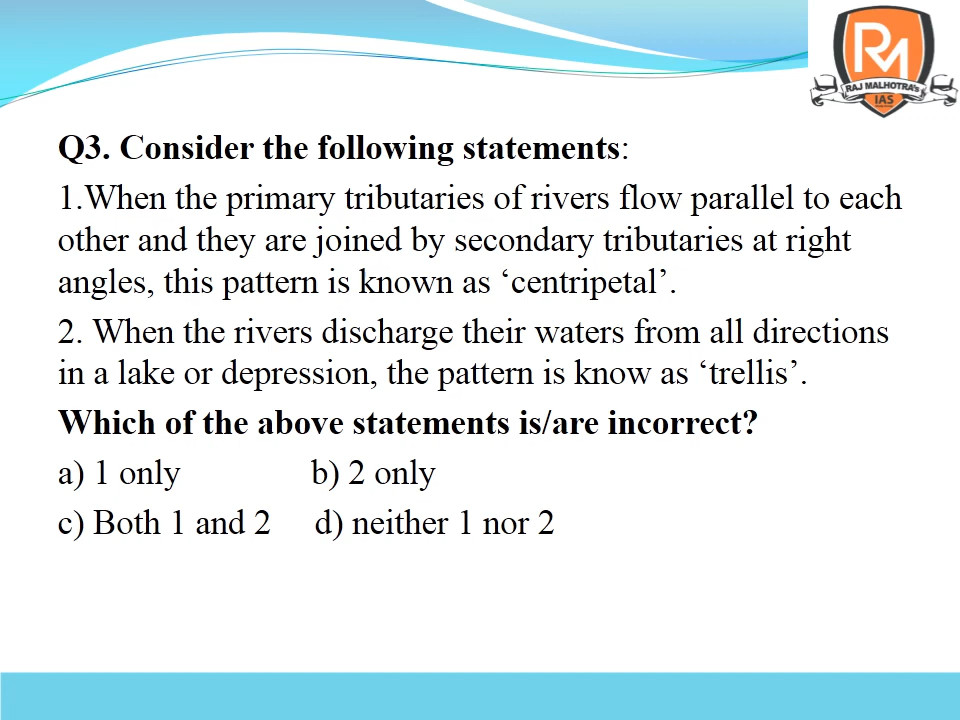 RM
RAJ MALHOTRA's
IAS
Q3. Consider the following statements:
1.When the primary tributaries of rivers flow parallel to each
other and they are joined by secondary tributaries at right
angles, this pattern is known as ‘centripetal’.
2. When the rivers discharge their waters from all directions
in a lake or depression, the pattern is know as ‘trellis’.
Which of the above statements is/are incorrect?
a) 1 only b) 2 only
c) Both 1 and 2 d) neither 1 nor 2